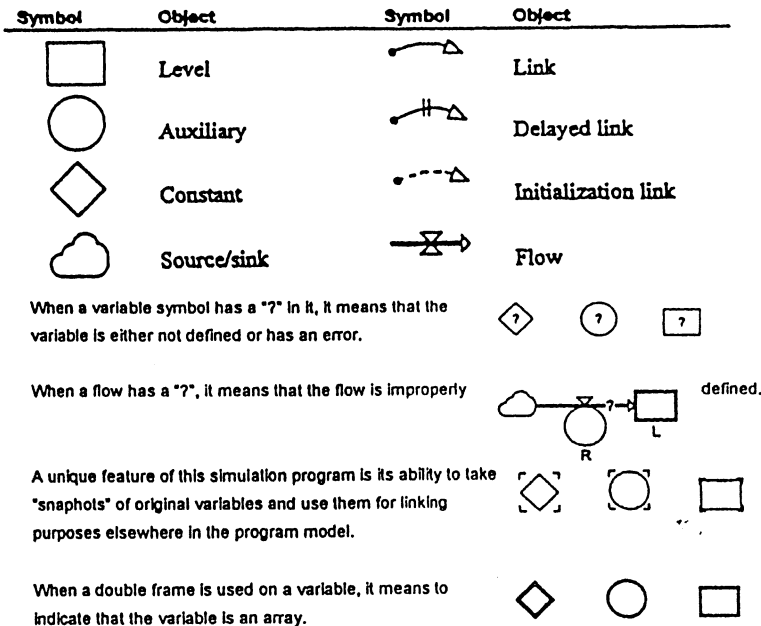 Symbol Object Symbol Object
Level Link
Auxiliary Delayed link
Constant Initialization link
Source/sink Flow
When a variable symbol has a "?" in it, it means that the
variable is either not defined or has an error.
? ? ?
When a flow has a "?", it means that the flow is improperly defined.
?
L
R
A unique feature of this simulation program is its ability to take
"snaphots" of original variables and use them for linking
purposes elsewhere in the program model.
When a double frame is used on a variable, it means to
indicate that the variable is an array.